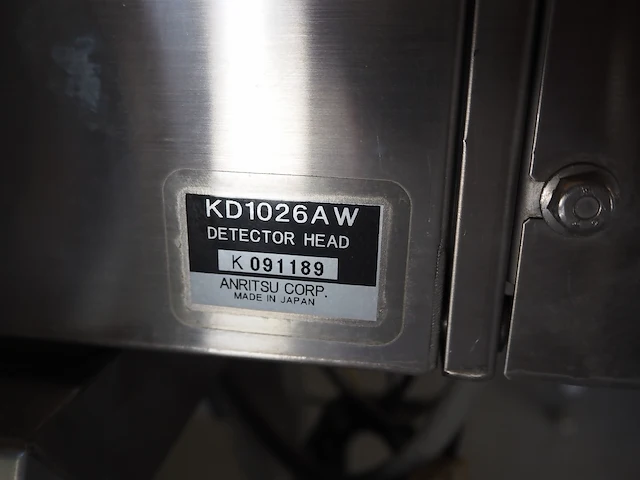 KD1026AW
DETECTOR HEAD
K 091189
ANRITSU CORP.
MADE IN JAPAN